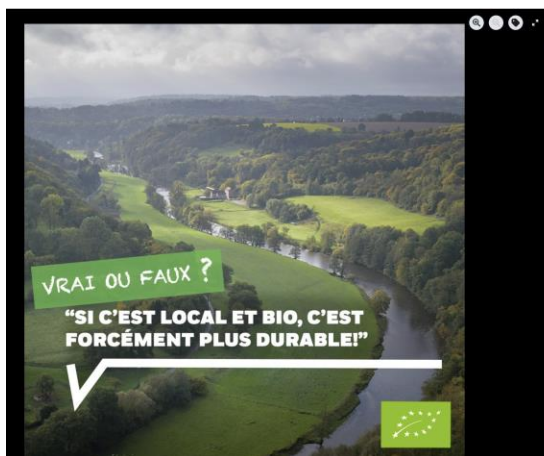 VRAI OU FAUX ?
“SI C’EST LOCAL ET BIO, C’EST
FORCÉMENT PLUS DURABLE!”